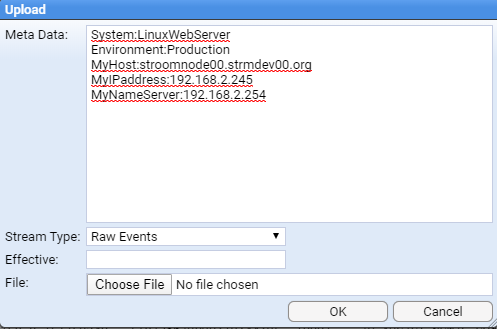 Upload
Meta Data:
System:LinuxWebServer
Environment:Production
MyHost:stroomnode00.strmdev00.org
MyIPaddress:192.168.2.245
MyNameServer:192.168.2.254
Stream Type: Raw Events
Effective:
File: Choose File No file chosen
OK Cancel